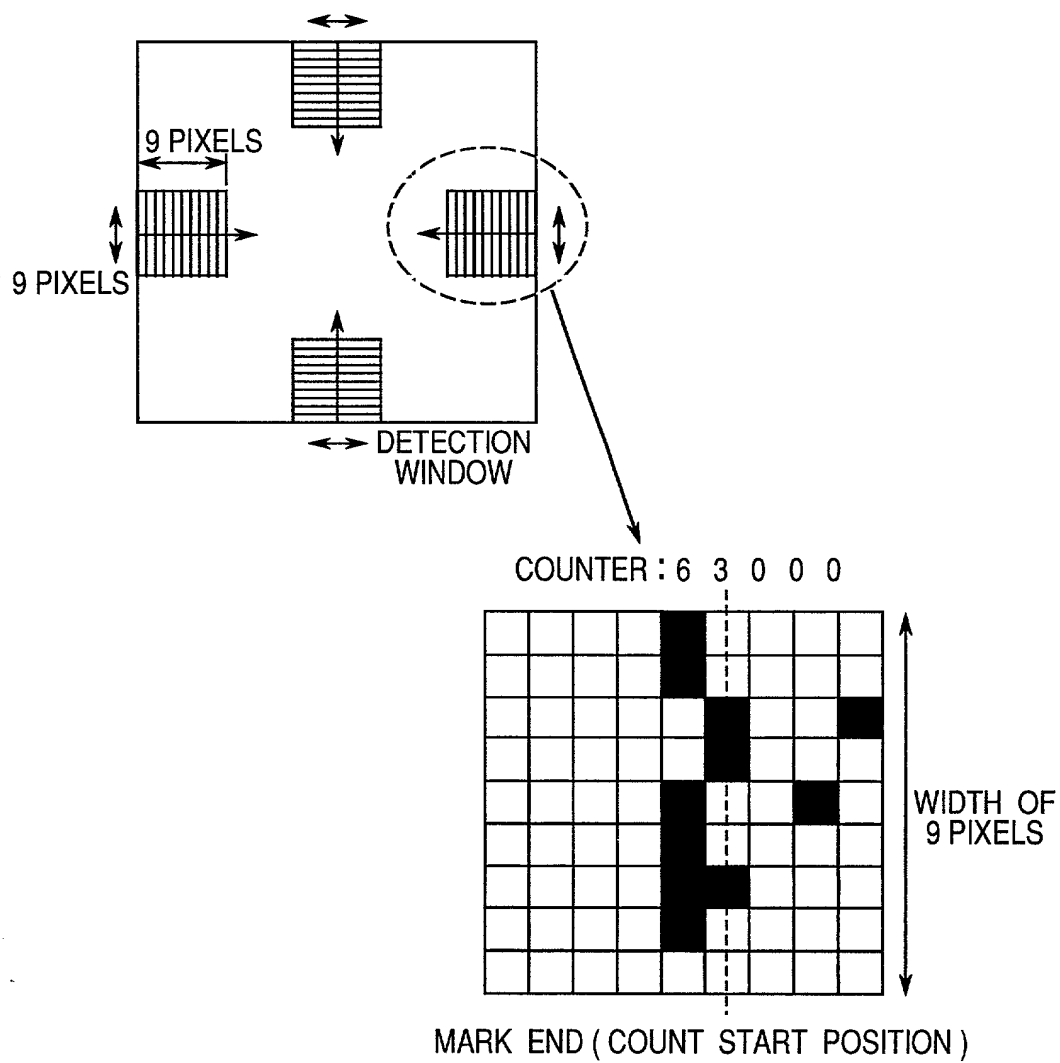 9 PIXELS
9 PIXELS
DETECTION
WINDOW
COUNTER : 6 3 0 0 0
WIDTH OF
9 PIXELS
MARK END ( COUNT START POSITION )